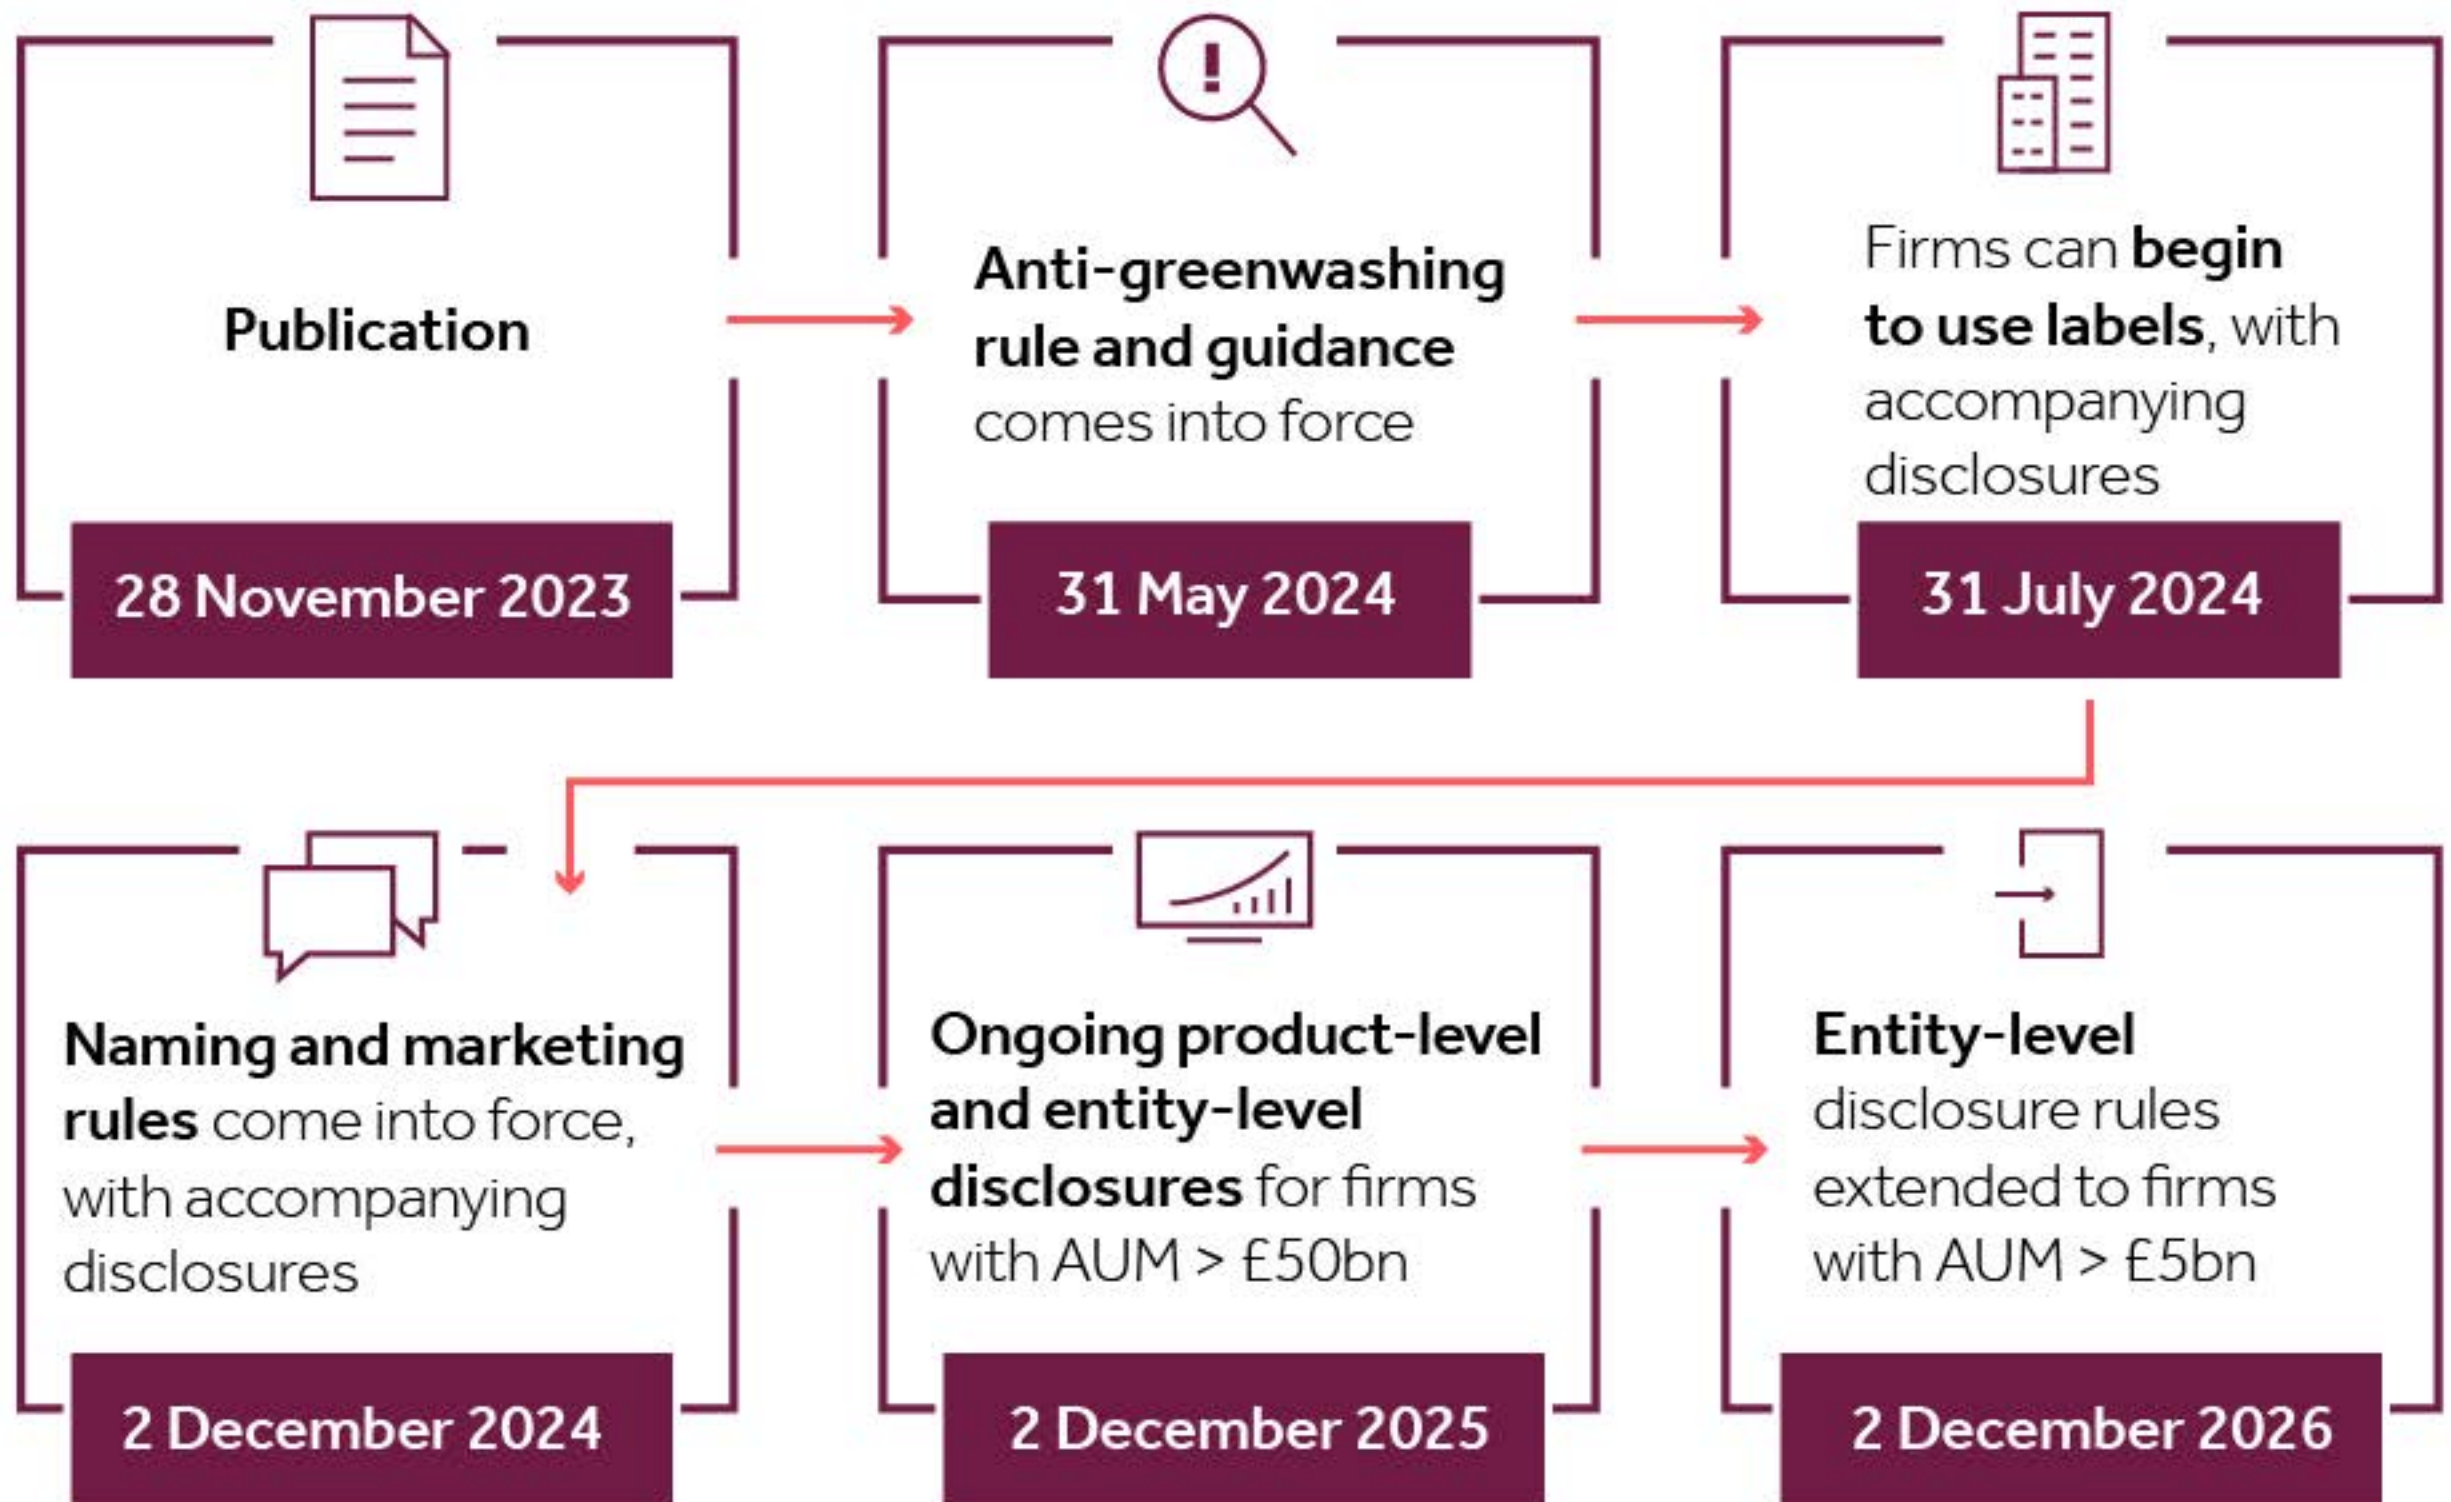 Publication
28 November 2023
Anti-greenwashing
rule and guidance
comes into force
31 May 2024
Firms can begin
to use labels, with
accompanying
disclosures
31 July 2024
Naming and marketing
rules come into force,
with accompanying
disclosures
2 December 2024
Ongoing product-level
and entity-level
disclosures for firms
with AUM > £50bn
2 December 2025
Entity-level
disclosure rules
extended to firms
with AUM > £5bn
2 December 2026